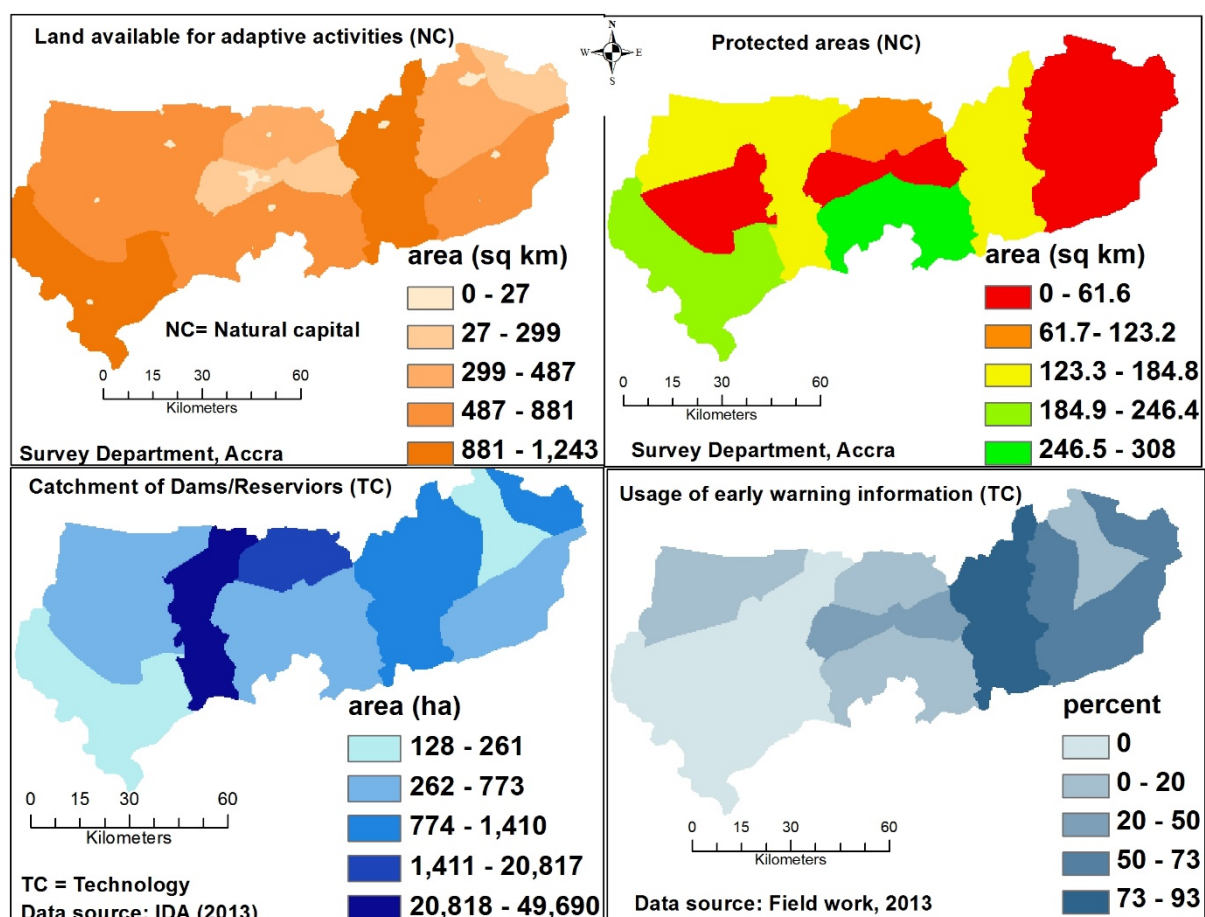 Land available for adaptive activities (NC)
N
W
E
S
Protected areas (NC)
area (sq km)
0 - 27
27 - 299
299 - 487
487 - 881
881 - 1,243
NC= Natural capital
0 15 30 60
Kilometers
Survey Department, Accra
area (sq km)
0 - 61.6
61.7- 123.2
123.3 - 184.8
184.9 - 246.4
246.5 - 308
0 15 30 60
Kilometers
Survey Department, Accra
Catchment of Dams/Reserviors (TC)
area (ha)
128 - 261
262 - 773
774 - 1,410
1,411 - 20,817
20,818 - 49,690
0 15 30 60
Kilometers
TC = Technology
Data source: IDA (2013)
Usage of early warning information (TC)
percent
0
0 - 20
20 - 50
50 - 73
73 - 93
0 15 30 60
Kilometers
Data source: Field work, 2013